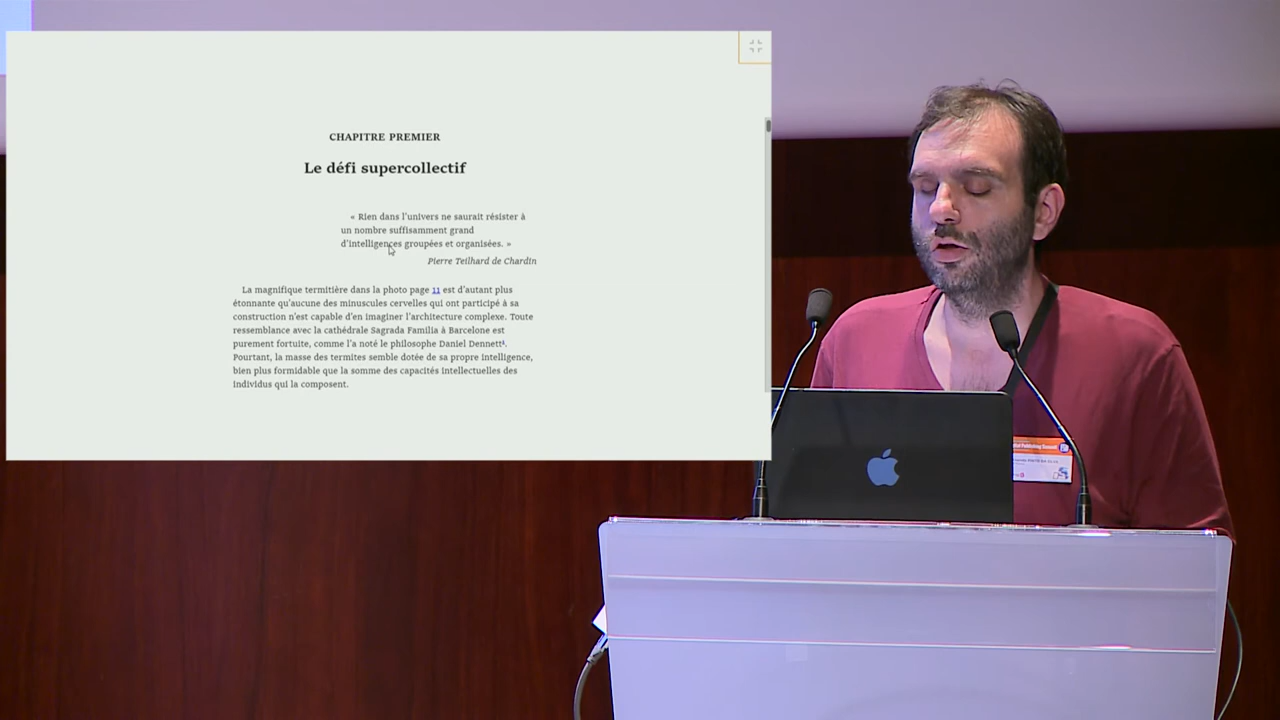 CHAPITRE PREMIER
Le défi supercollectif
« Rien dans l'univers ne saurait résister à
un nombre suffisamment grand
d'intelligences groupées et organisées. »
Pierre Teilhard de Chardin
La magnifique termitière dans la photo page 11 est d'autant plus
étonnante qu'aucune des minuscules cervelles qui ont participé à sa
construction n'est capable d'en imaginer l'architecture complexe. Toute
ressemblance avec la cathédrale Sagrada Familia à Barcelone est
purement fortuite, comme l'a noté le philosophe Daniel Dennett⁴.
Pourtant, la masse des termites semble dotée de sa propre intelligence,
bien plus formidable que la somme des capacités intellectuelles des
individus qui la composent.
Digital Publishing Summit